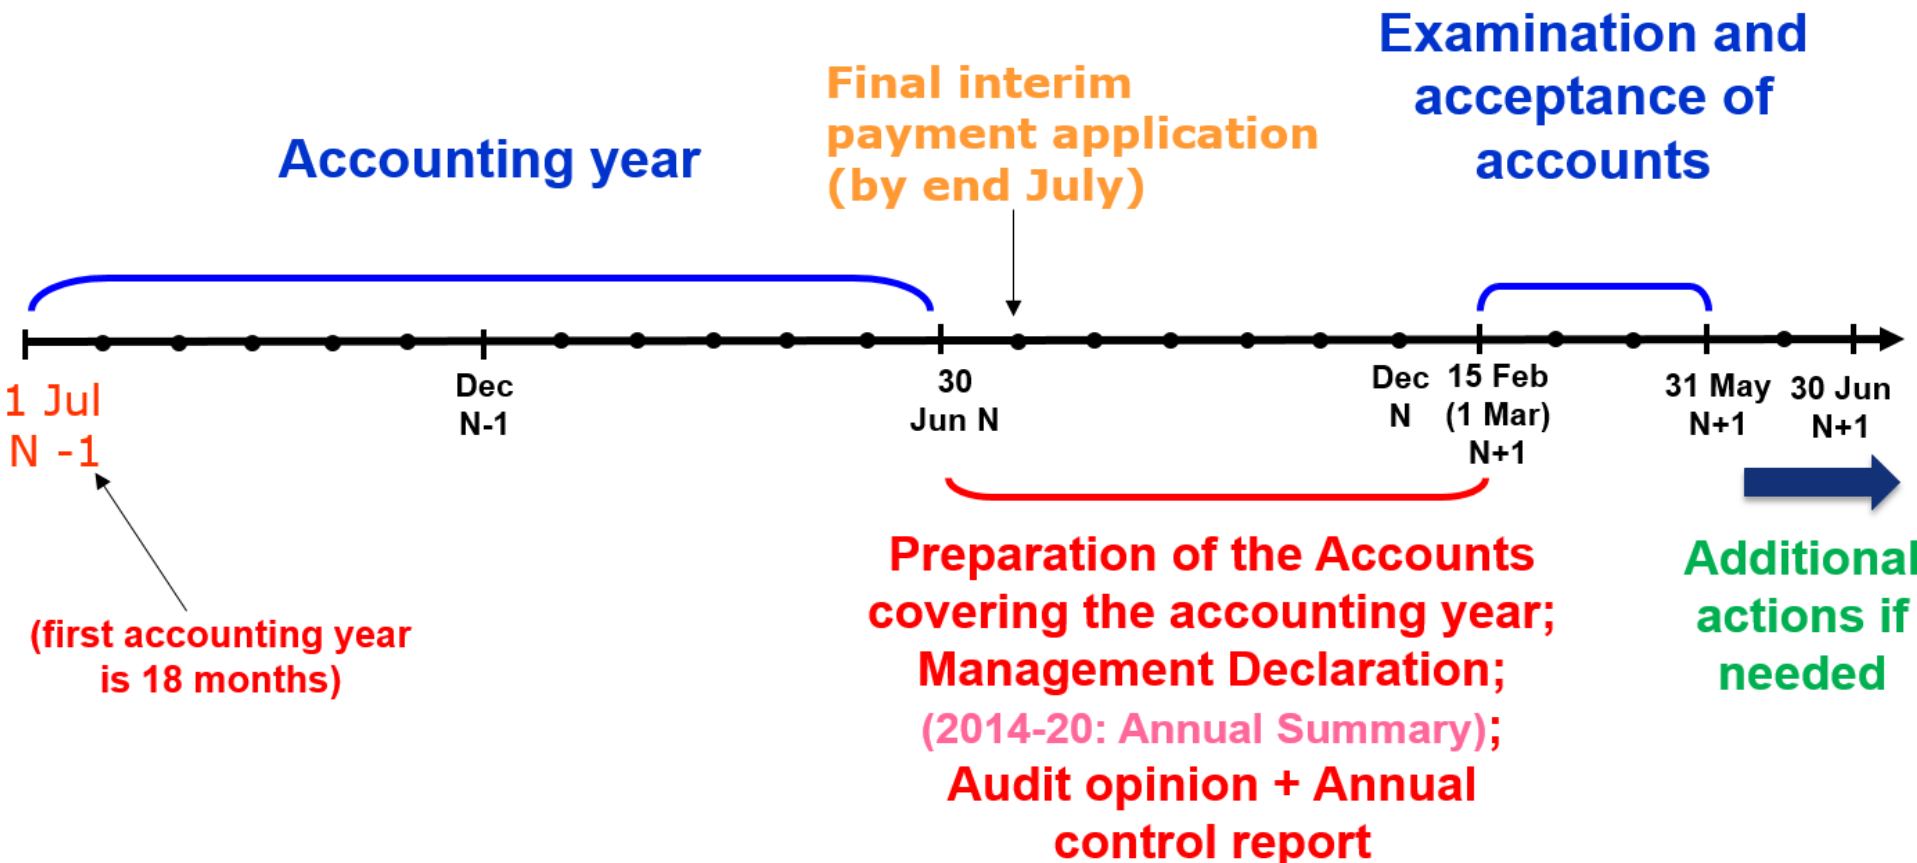 Accounting year
Final interim
payment application
(by end July)
Examination and
acceptance of
accounts
1 Jul
N -1
Dec
N-1
30
Jun N
Dec
N
15 Feb
(1 Mar)
N+1
31 May
N+1
30 Jun
N+1
(first accounting year
is 18 months)
Preparation of the Accounts
covering the accounting year;
Management Declaration;
(2014-20: Annual Summary);
Audit opinion + Annual
control report
Additional
actions if
needed